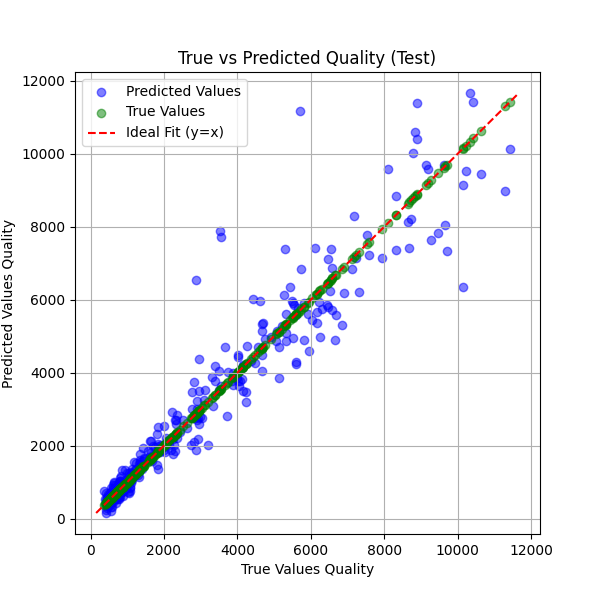 True vs Predicted Quality (Test)
Predicted Values
True Values
Ideal Fit (y=x)
12000
10000
8000
6000
4000
2000
0
Predicted Values Quality
0 2000 4000 6000 8000 10000 12000
True Values Quality